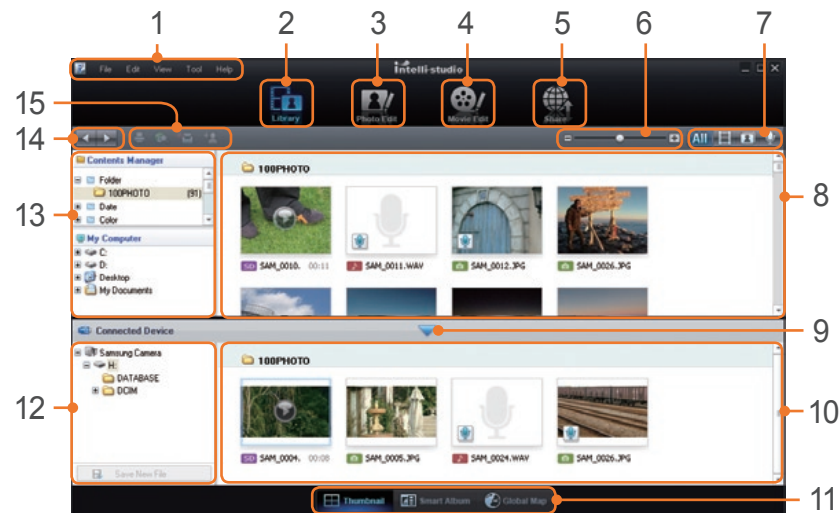 1 2 3 4 5 6 7
File Edit View Tool Help
intelli-studio
Library Photo Edit Movie Edit Share
15
14
All
Contents Manager
Folder
100PHOTO (91)
Date
Color
13
My Computer
C:
D:
Desktop
My Documents
100PHOTO
SAM_0010. 00:11 SAM_0011.WAV SAM_0012.JPG SAM_0026.JPG
8
Connected Device
9
Samsung Camera
H:
DATABASE
DCIM
12
Save New File
100PHOTO
SD SAM_0004. 00:08 SAM_0005.JPG SAM_0024.WAV SAM_0026.JPG
10
Thumbnail Smart Album Global Map
11